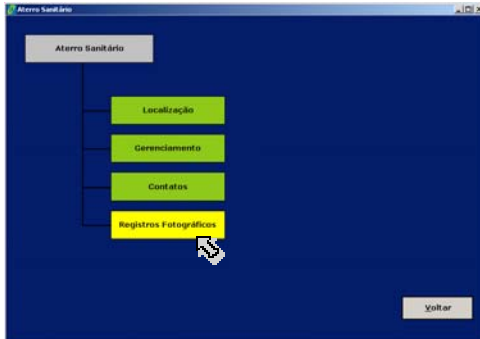 Aterro Sanitário
Aterro Sanitário
Localização
Gerenciamento
Contatos
Registros Fotográficos
Voltar